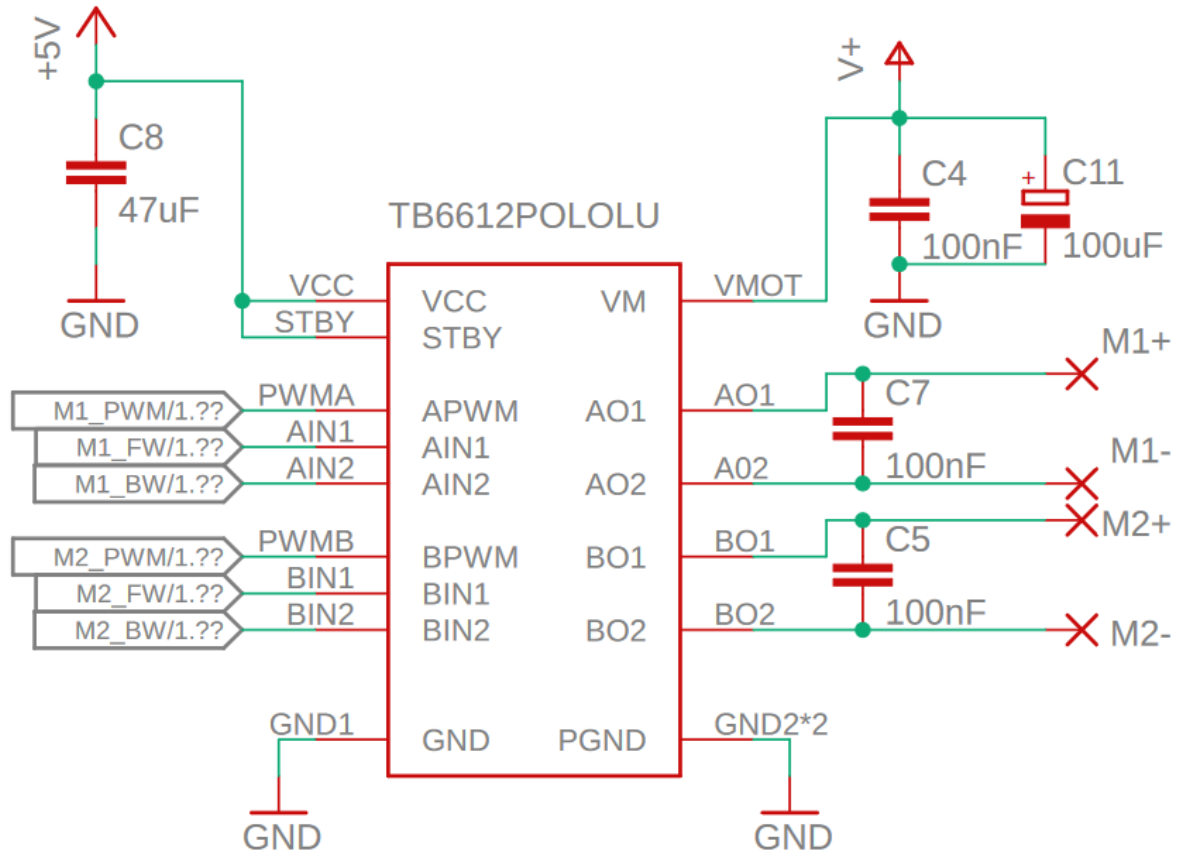 +5V
C8
47uF
GND
V+
C4
100nF
C11
+
100uF
GND
TB6612POLOLU
VCC
STBY
PWMA
AIN1
AIN2
PWMB
BIN1
BIN2
GND1
VCC
STBY
APWM
AIN1
AIN2
BPWM
BIN1
BIN2
GND
VM
AO1
AO2
BO1
BO2
PGND
VMOT
AO1
A02
BO1
BO2
GND2*2
M1_PWM/1.??
M1_FW/1.??
M1_BW/1.??
M2_PWM/1.??
M2_FW/1.??
M2_BW/1.??
C7
100nF
C5
100nF
M1+
M1-
M2+
M2-
GND
GND